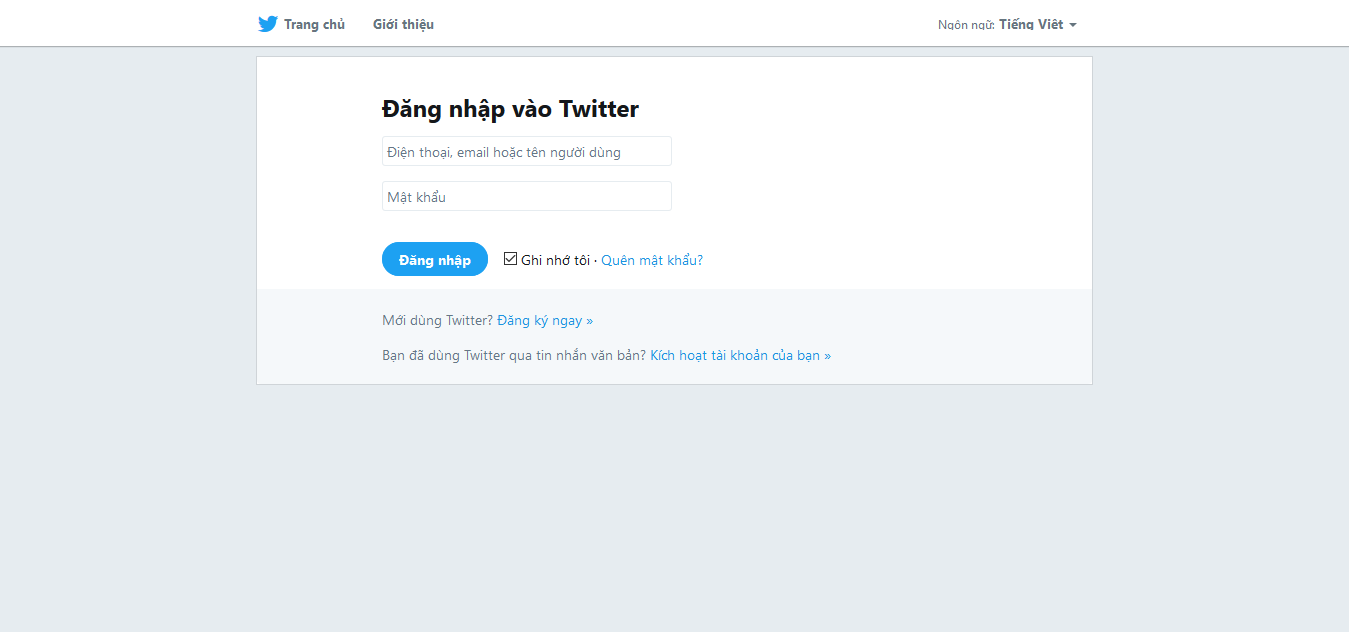 Trang chủ Giới thiệu Ngôn ngữ: Tiếng Việt
Đăng nhập vào Twitter
Điện thoại, email hoặc tên người dùng
Mật khẩu
Đăng nhập Ghi nhớ tôi · Quên mật khẩu?
Mới dùng Twitter? Đăng ký ngay »
Bạn đã dùng Twitter qua tin nhắn văn bản? Kích hoạt tài khoản của bạn »